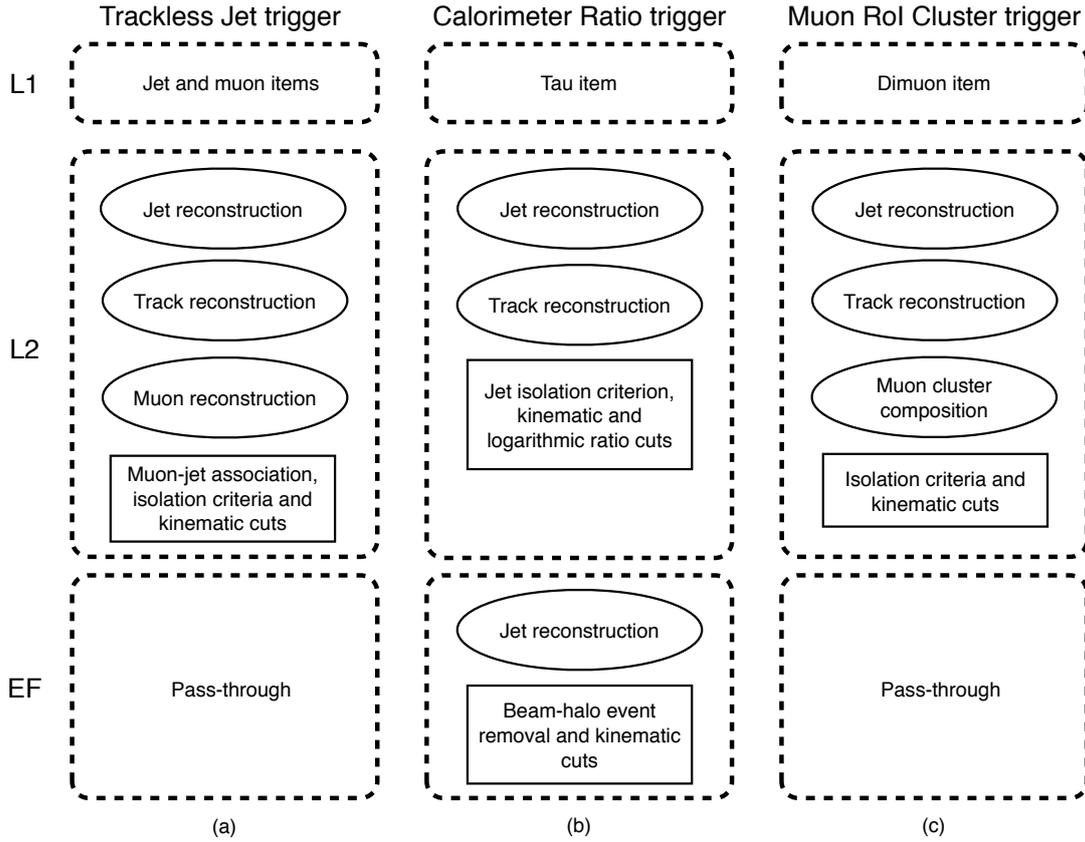 Trackless Jet trigger
Calorimeter Ratio trigger
Muon RoI Cluster trigger
L1
Jet and muon items
Tau item
Dimuon item
L2
Jet reconstruction
Track reconstruction
Muon reconstruction
Muon-jet association,
isolation criteria and
kinematic cuts
Jet reconstruction
Track reconstruction
Jet isolation criterion,
kinematic and
logarithmic ratio cuts
Jet reconstruction
Track reconstruction
Muon cluster
composition
Isolation criteria and
kinematic cuts
EF
Pass-through
Jet reconstruction
Beam-halo event
removal and kinematic
cuts
Pass-through
(a)
(b)
(c)